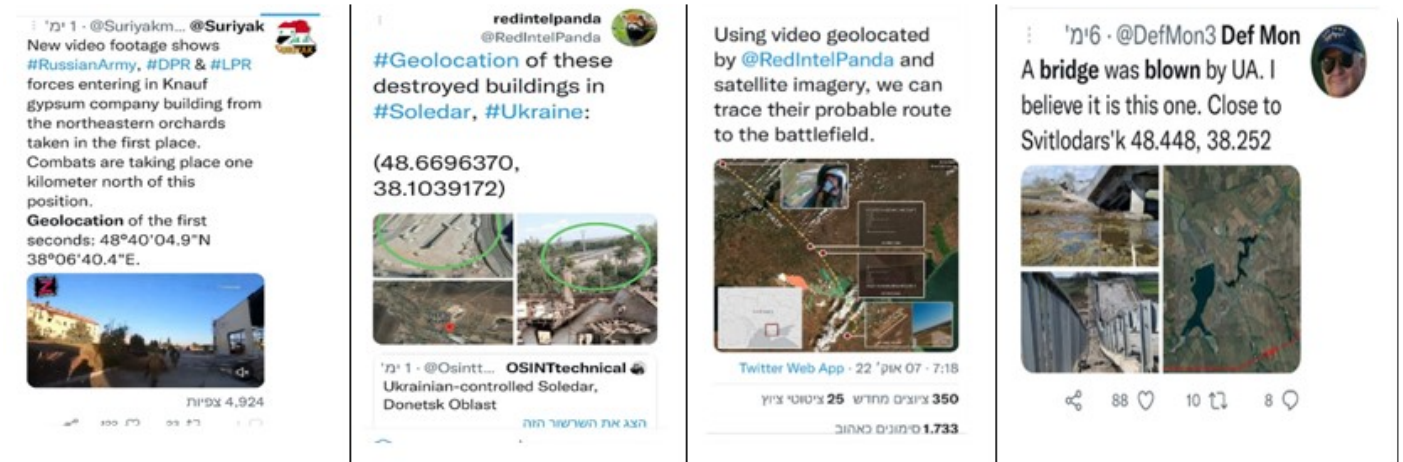 @Suriyakm... @Suriyak · 1 ימ'
New video footage shows
#RussianArmy, #DPR & #LPR
forces entering in Knauf
gypsum company building from
the northeastern orchards
taken in the first place.
Combats are taking place one
kilometer north of this
position.
Geolocation of the first
seconds: 48°40'04.9"N
38°06'40.4"E.
4,924 צפיות
redintelpanda
@RedIntelPanda
#Geolocation of these
destroyed buildings in
#Soledar, #Ukraine:
(48.6696370,
38.1039172)
OSINTtechnical @Osintt... · 1 ימ'
Ukrainian-controlled Soledar,
Donetsk Oblast
הצג את השרשור הזה
Using video geolocated
by @RedIntelPanda and
satellite imagery, we can
trace their probable route
to the battlefield.
7:18 · 07 אוק' 22 · Twitter Web App
350 ציוצים מחדש 25 ציטוטי ציוץ
1.733 סימונים כאהוב
Def Mon @DefMon3 · 6 ימ'
A bridge was blown by UA. I
believe it is this one. Close to
Svitlodars'k 48.448, 38.252
88 10 8